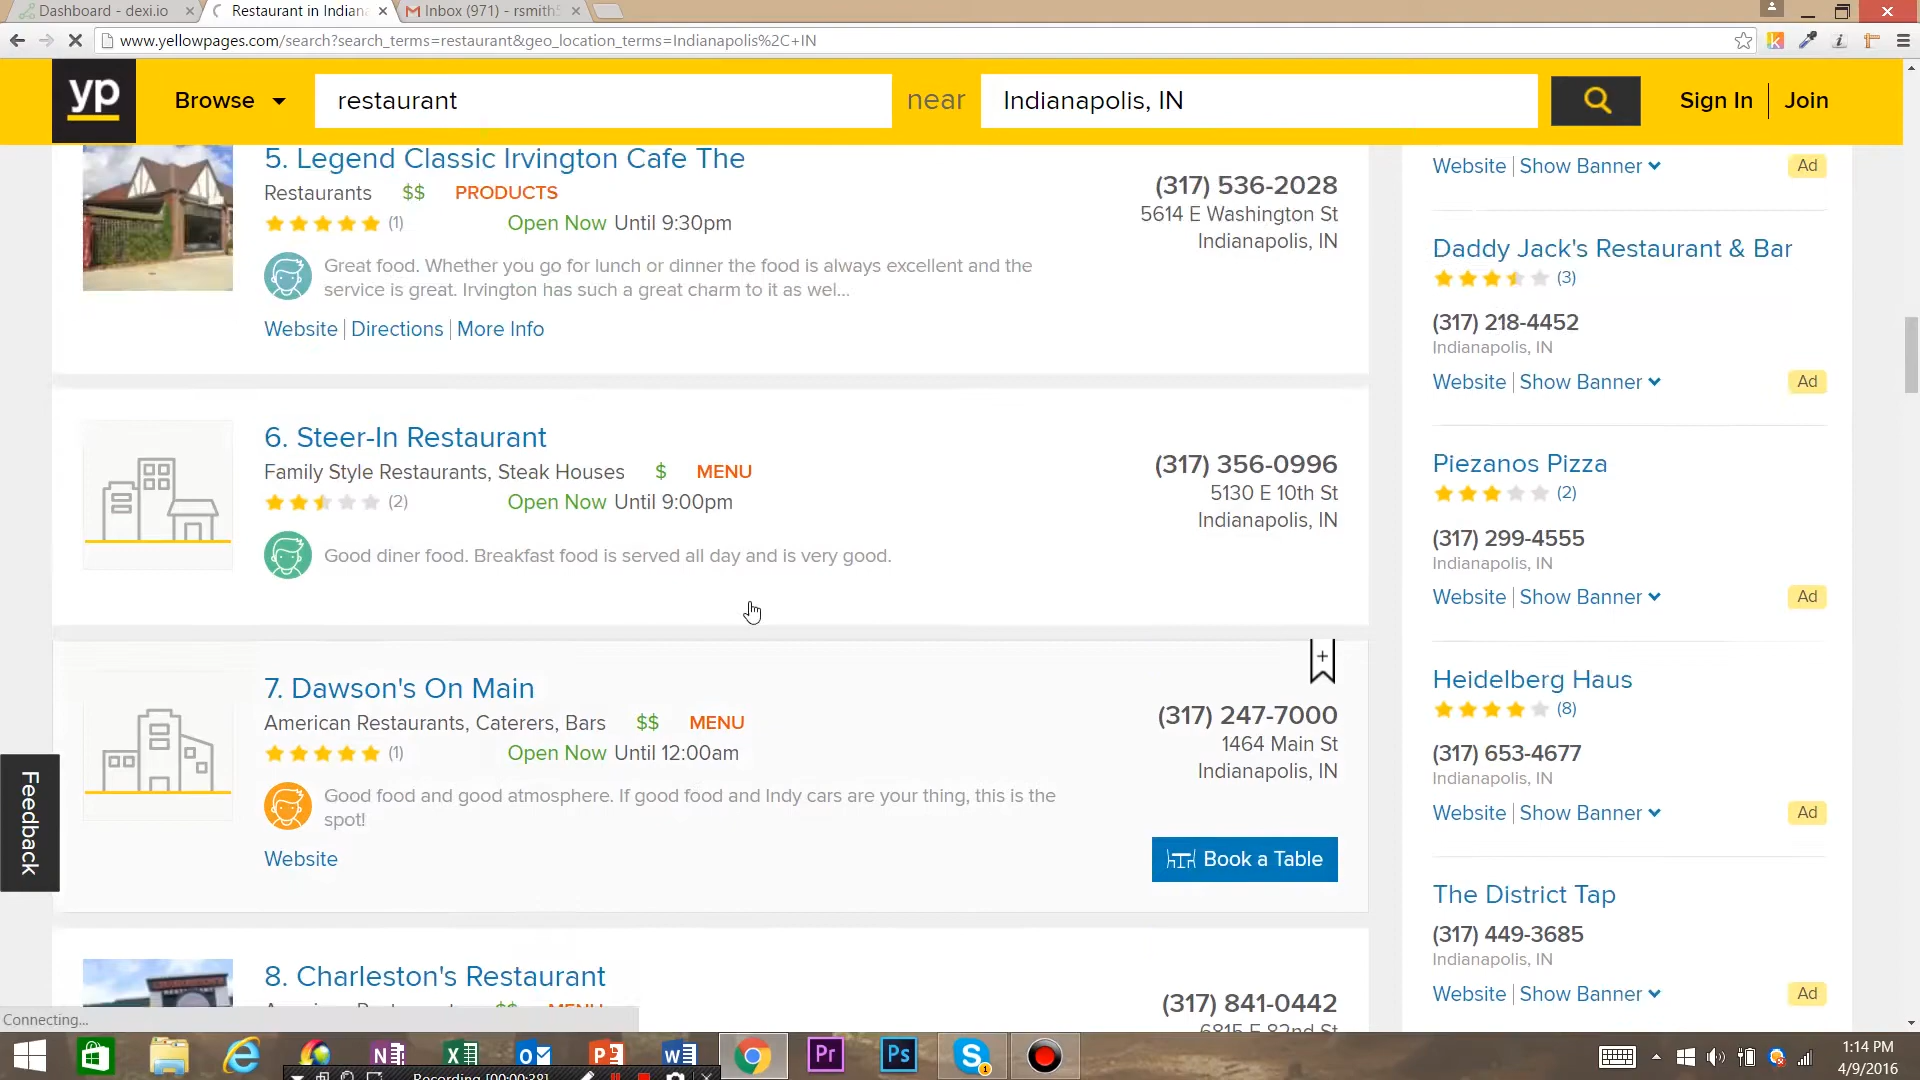 Dashboard - dexi.io
Restaurant in Indian
Inbox (971) - rsmith
www.yellowpages.com/search?search_terms=restaurant&geo_location_terms=Indianapolis%2C+IN
yp
Browse
restaurant
near
Indianapolis, IN
Sign In
Join
5. Legend Classic Irvington Cafe The
Restaurants $$ PRODUCTS
(1) Open Now Until 9:30pm
Great food. Whether you go for lunch or dinner the food is always excellent and the
service is great. Irvington has such a great charm to it as wel...
Website | Directions | More Info
(317) 536-2028
5614 E Washington St
Indianapolis, IN
6. Steer-In Restaurant
Family Style Restaurants, Steak Houses $ MENU
(2) Open Now Until 9:00pm
Good diner food. Breakfast food is served all day and is very good.
(317) 356-0996
5130 E 10th St
Indianapolis, IN
7. Dawson's On Main
American Restaurants, Caterers, Bars $$ MENU
(1) Open Now Until 12:00am
Good food and good atmosphere. If good food and Indy cars are your thing, this is the
spot!
Website
(317) 247-7000
1464 Main St
Indianapolis, IN
Book a Table
8. Charleston's Restaurant
(317) 841-0442
6815 E 82nd St
Website | Show Banner
Ad
Daddy Jack's Restaurant & Bar
(3)
(317) 218-4452
Indianapolis, IN
Website | Show Banner
Ad
Piezanos Pizza
(2)
(317) 299-4555
Indianapolis, IN
Website | Show Banner
Ad
Heidelberg Haus
(8)
(317) 653-4677
Indianapolis, IN
Website | Show Banner
Ad
The District Tap
(317) 449-3685
Indianapolis, IN
Website | Show Banner
Ad
Feedback
Connecting...
Recording [00:00:38]
Pr
Ps
1:14 PM
4/9/2016